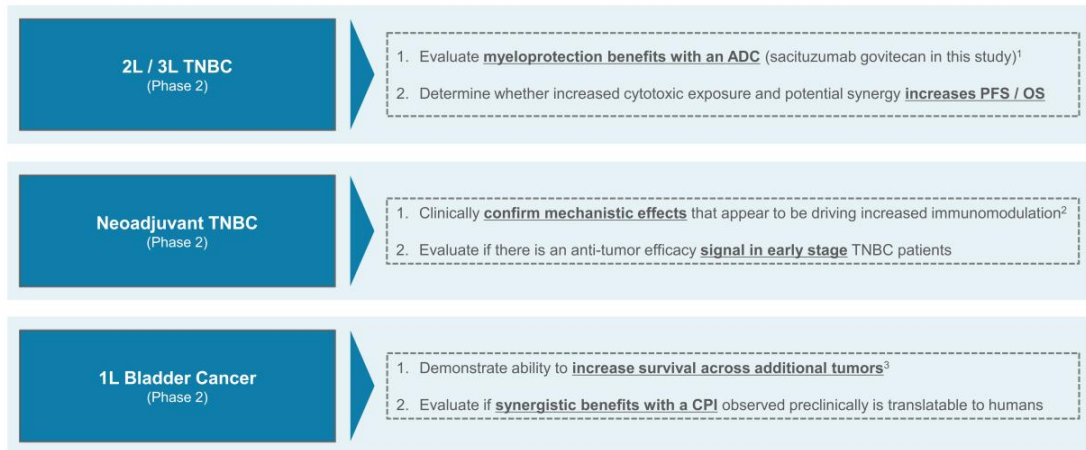 2L / 3L TNBC
(Phase 2)
1. Evaluate myeloprotection benefits with an ADC (sacituzumab govitecan in this study)¹
2. Determine whether increased cytotoxic exposure and potential synergy increases PFS / OS
Neoadjuvant TNBC
(Phase 2)
1. Clinically confirm mechanistic effects that appear to be driving increased immunomodulation²
2. Evaluate if there is an anti-tumor efficacy signal in early stage TNBC patients
1L Bladder Cancer
(Phase 2)
1. Demonstrate ability to increase survival across additional tumors³
2. Evaluate if synergistic benefits with a CPI observed preclinically is translatable to humans